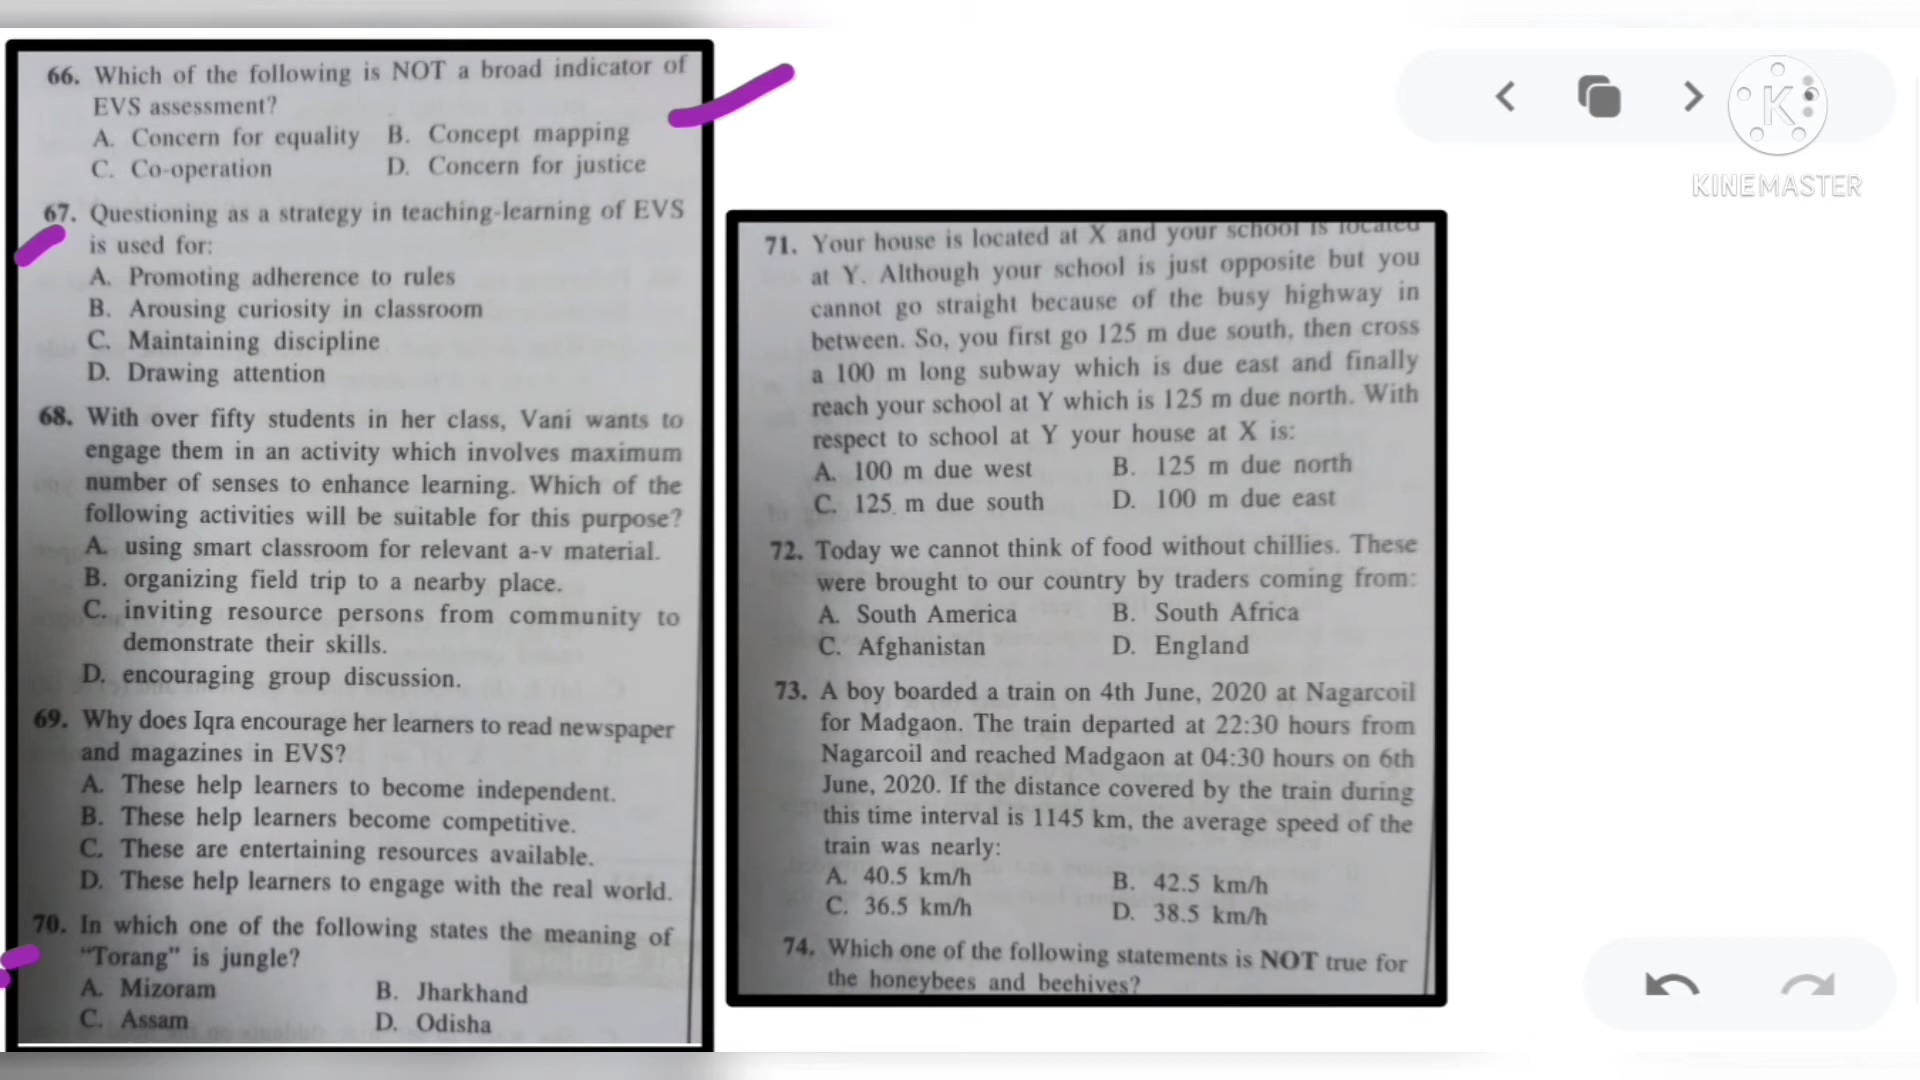 66. Which of the following is NOT a broad indicator of
EVS assessment?
A. Concern for equality B. Concept mapping
C. Co-operation D. Concern for justice
67. Questioning as a strategy in teaching-learning of EVS
is used for:
A. Promoting adherence to rules
B. Arousing curiosity in classroom
C. Maintaining discipline
D. Drawing attention
68. With over fifty students in her class, Vani wants to
engage them in an activity which involves maximum
number of senses to enhance learning. Which of the
following activities will be suitable for this purpose?
A. using smart classroom for relevant a-v material.
B. organizing field trip to a nearby place.
C. inviting resource persons from community to
demonstrate their skills.
D. encouraging group discussion.
69. Why does Iqra encourage her learners to read newspaper
and magazines in EVS?
A. These help learners to become independent.
B. These help learners become competitive.
C. These are entertaining resources available.
D. These help learners to engage with the real world.
70. In which one of the following states the meaning of
“Torang” is jungle?
A. Mizoram B. Jharkhand
C. Assam D. Odisha
71. Your house is located at X and your school is located
at Y. Although your school is just opposite but you
cannot go straight because of the busy highway in
between. So, you first go 125 m due south, then cross
a 100 m long subway which is due east and finally
reach your school at Y which is 125 m due north. With
respect to school at Y your house at X is:
A. 100 m due west B. 125 m due north
C. 125 m due south D. 100 m due east
72. Today we cannot think of food without chillies. These
were brought to our country by traders coming from:
A. South America B. South Africa
C. Afghanistan D. England
73. A boy boarded a train on 4th June, 2020 at Nagarcoil
for Madgaon. The train departed at 22:30 hours from
Nagarcoil and reached Madgaon at 04:30 hours on 6th
June, 2020. If the distance covered by the train during
this time interval is 1145 km, the average speed of the
train was nearly:
A. 40.5 km/h B. 42.5 km/h
C. 36.5 km/h D. 38.5 km/h
74. Which one of the following statements is NOT true for
the honeybees and beehives?
K
KINEMASTER